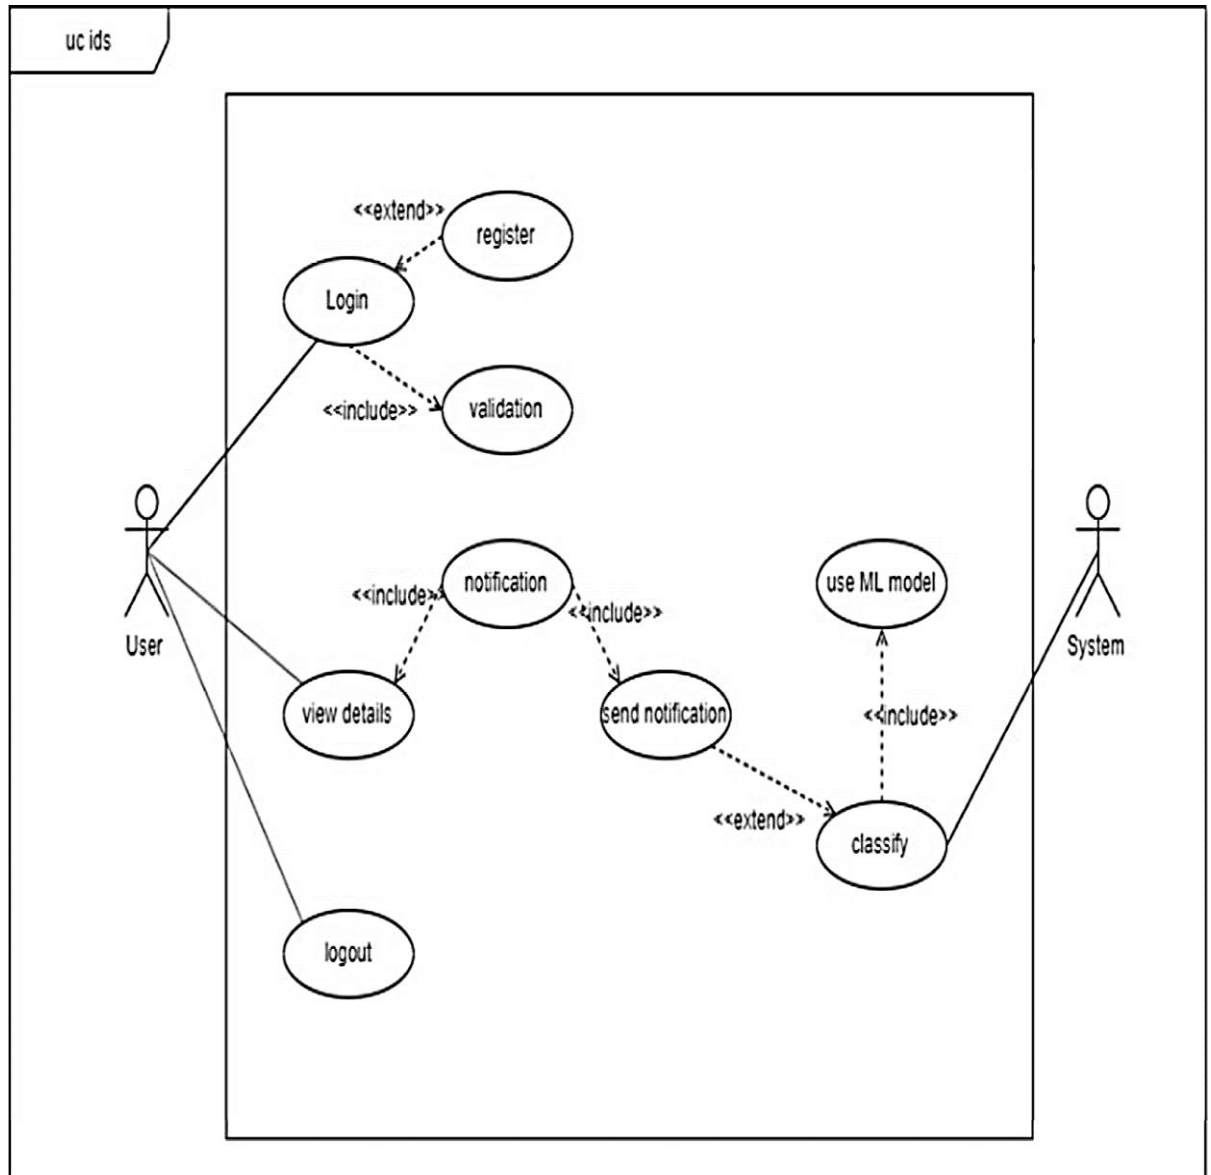 uc ids
<<extend>>
register
Login
<<include>>
validation
<<include>>
notification
<<include>>
use ML model
User
System
view details
send notification
<<include>>
<<extend>>
classify
logout